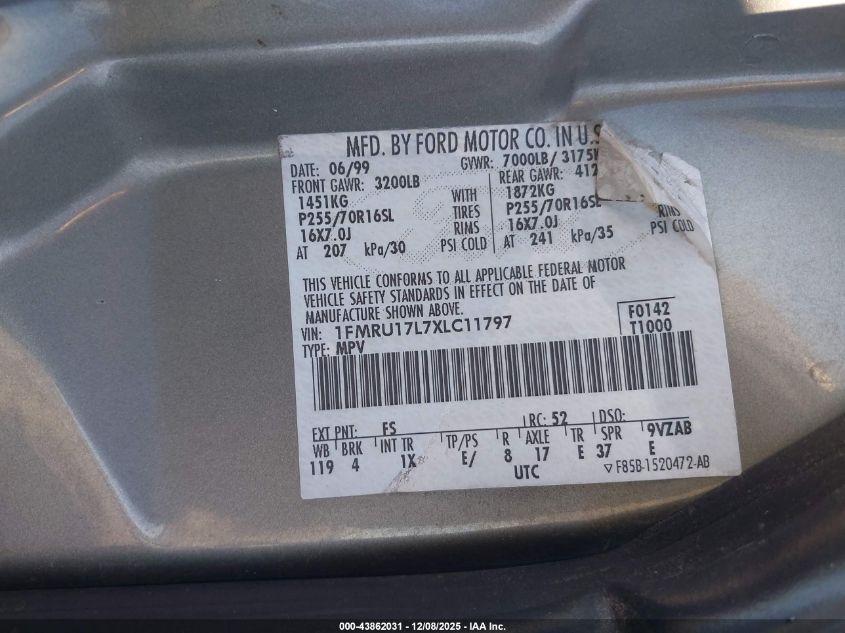 MFD. BY FORD MOTOR CO. IN U.S
DATE: 06/99 GVWR: 7000LB/ 3175
FRONT GAWR: 3200LB REAR GAWR: 412
1451KG WITH 1872KG
P255/70R16SL TIRES P255/70R16SL
16X7.0J RIMS 16X7.0J RIMS
AT 207 kPa/30 PSI COLD AT 241 kPa/35 PSI COLD
THIS VEHICLE CONFORMS TO ALL APPLICABLE FEDERAL MOTOR
VEHICLE SAFETY STANDARDS IN EFFECT ON THE DATE OF
MANUFACTURE SHOWN ABOVE.
VIN: 1FMRU17L7XLC11797 F0142
TYPE: MPV T1000
EXT PNT: FS RC: 52 DSO:
WB BRK INT TR TP/PS R AXLE TR SPR 9VZAB
119 4 1X E/ 8 17 E 37 E
UTC ▽F85B-1520472-AB
000-43862031 - 12/08/2025 - IAA Inc.